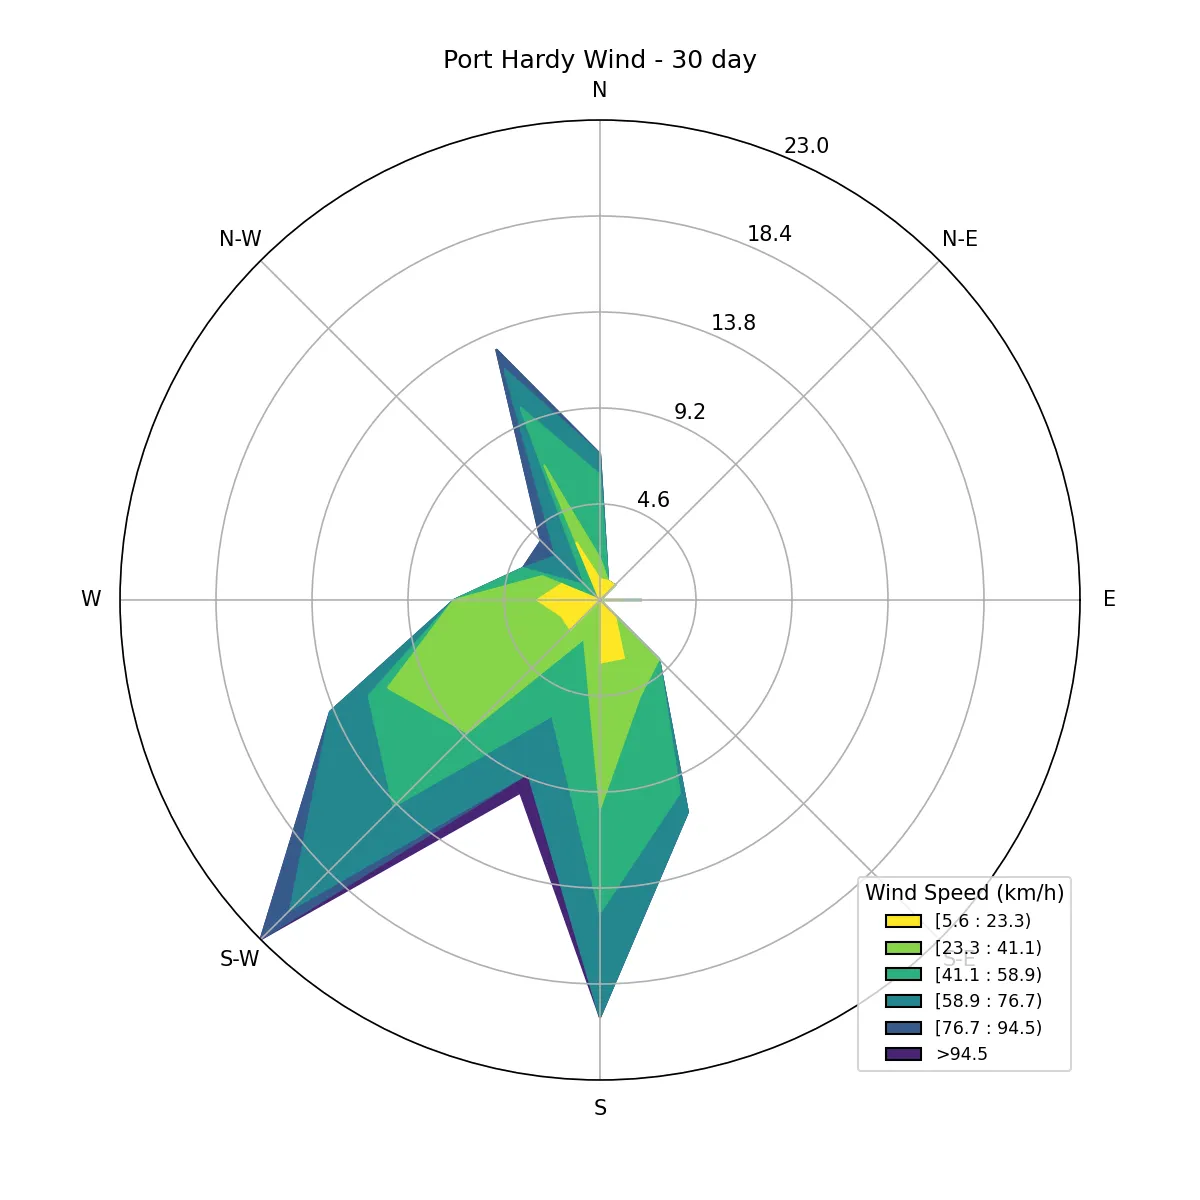 Port Hardy Wind - 30 day
N
23.0
N-W
N-E
18.4
13.8
9.2
4.6
W
E
S-W
S-E
S
Wind Speed (km/h)
[5.6 : 23.3)
[23.3 : 41.1)
[41.1 : 58.9)
[58.9 : 76.7)
[76.7 : 94.5)
>94.5